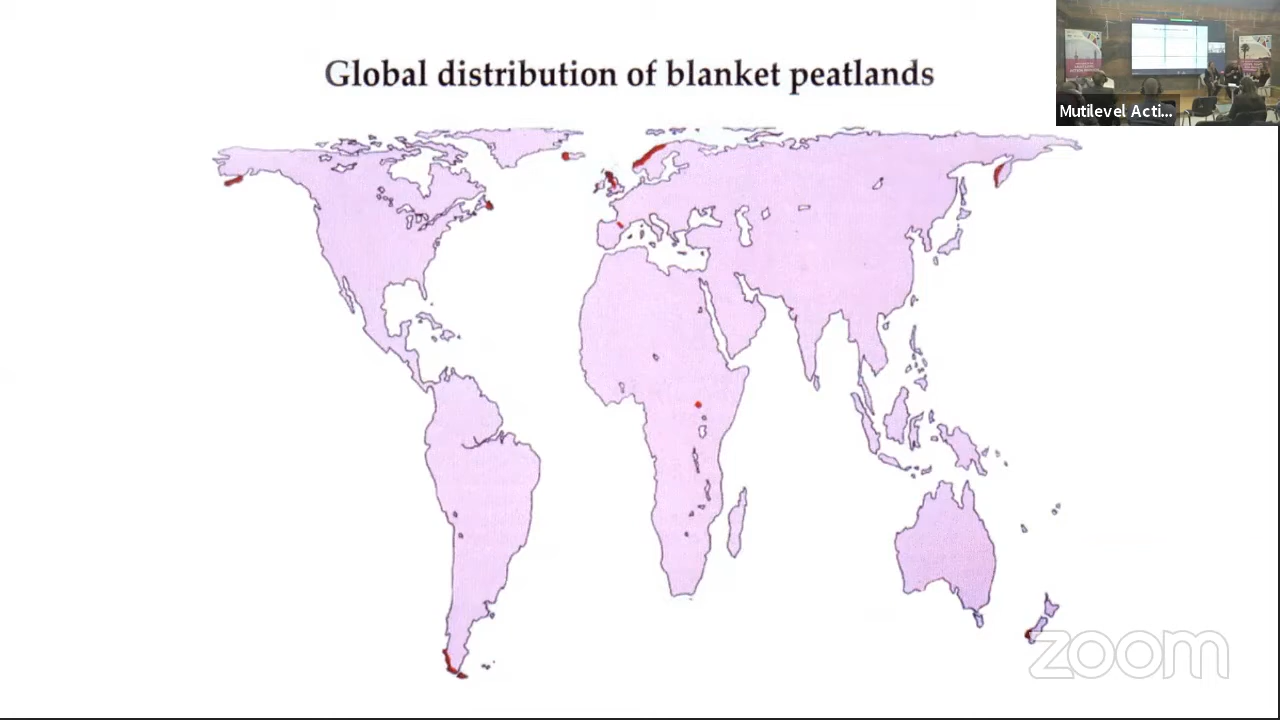 Global distribution of blanket peatlands
Mutilevel Acti...
zoom